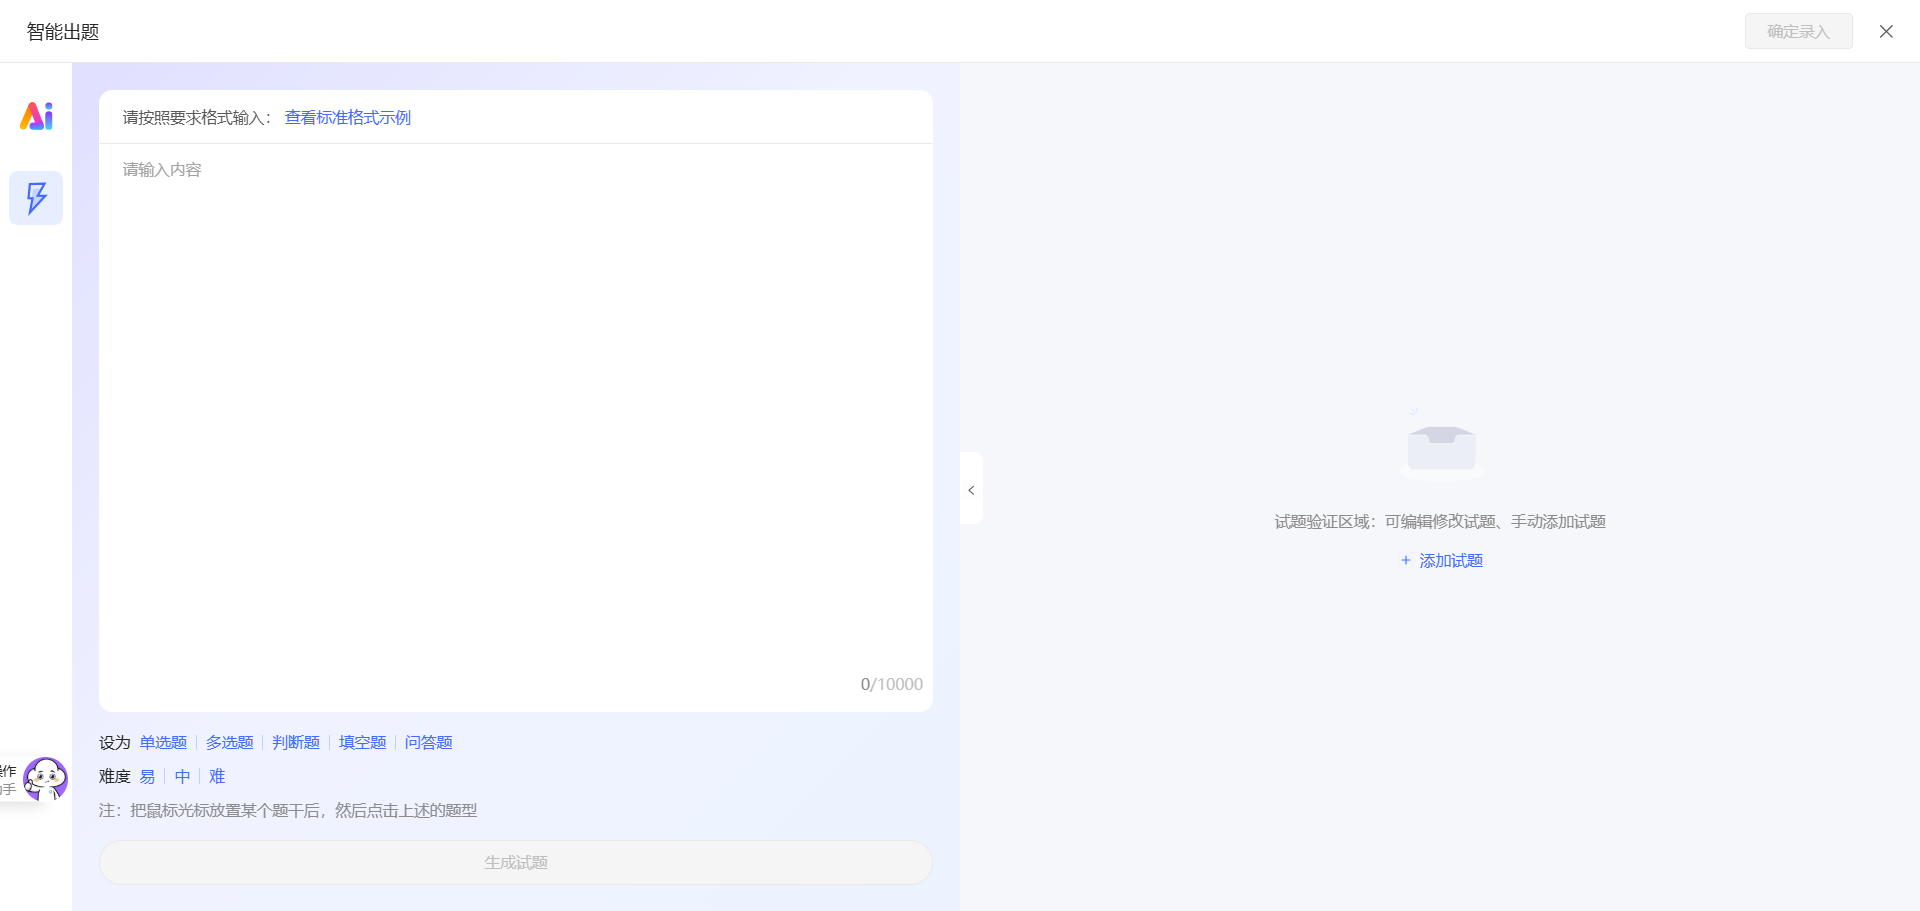 智能出题
确定录入
Ai
请按照要求格式输入： 查看标准格式示例
请输入内容
0/10000
设为 单选题 多选题 判断题 填空题 问答题
难度 易 中 难
注：把鼠标光标放置某个题干后，然后点击上述的题型
生成试题
操作
手
试题验证区域：可编辑修改试题、手动添加试题
+ 添加试题